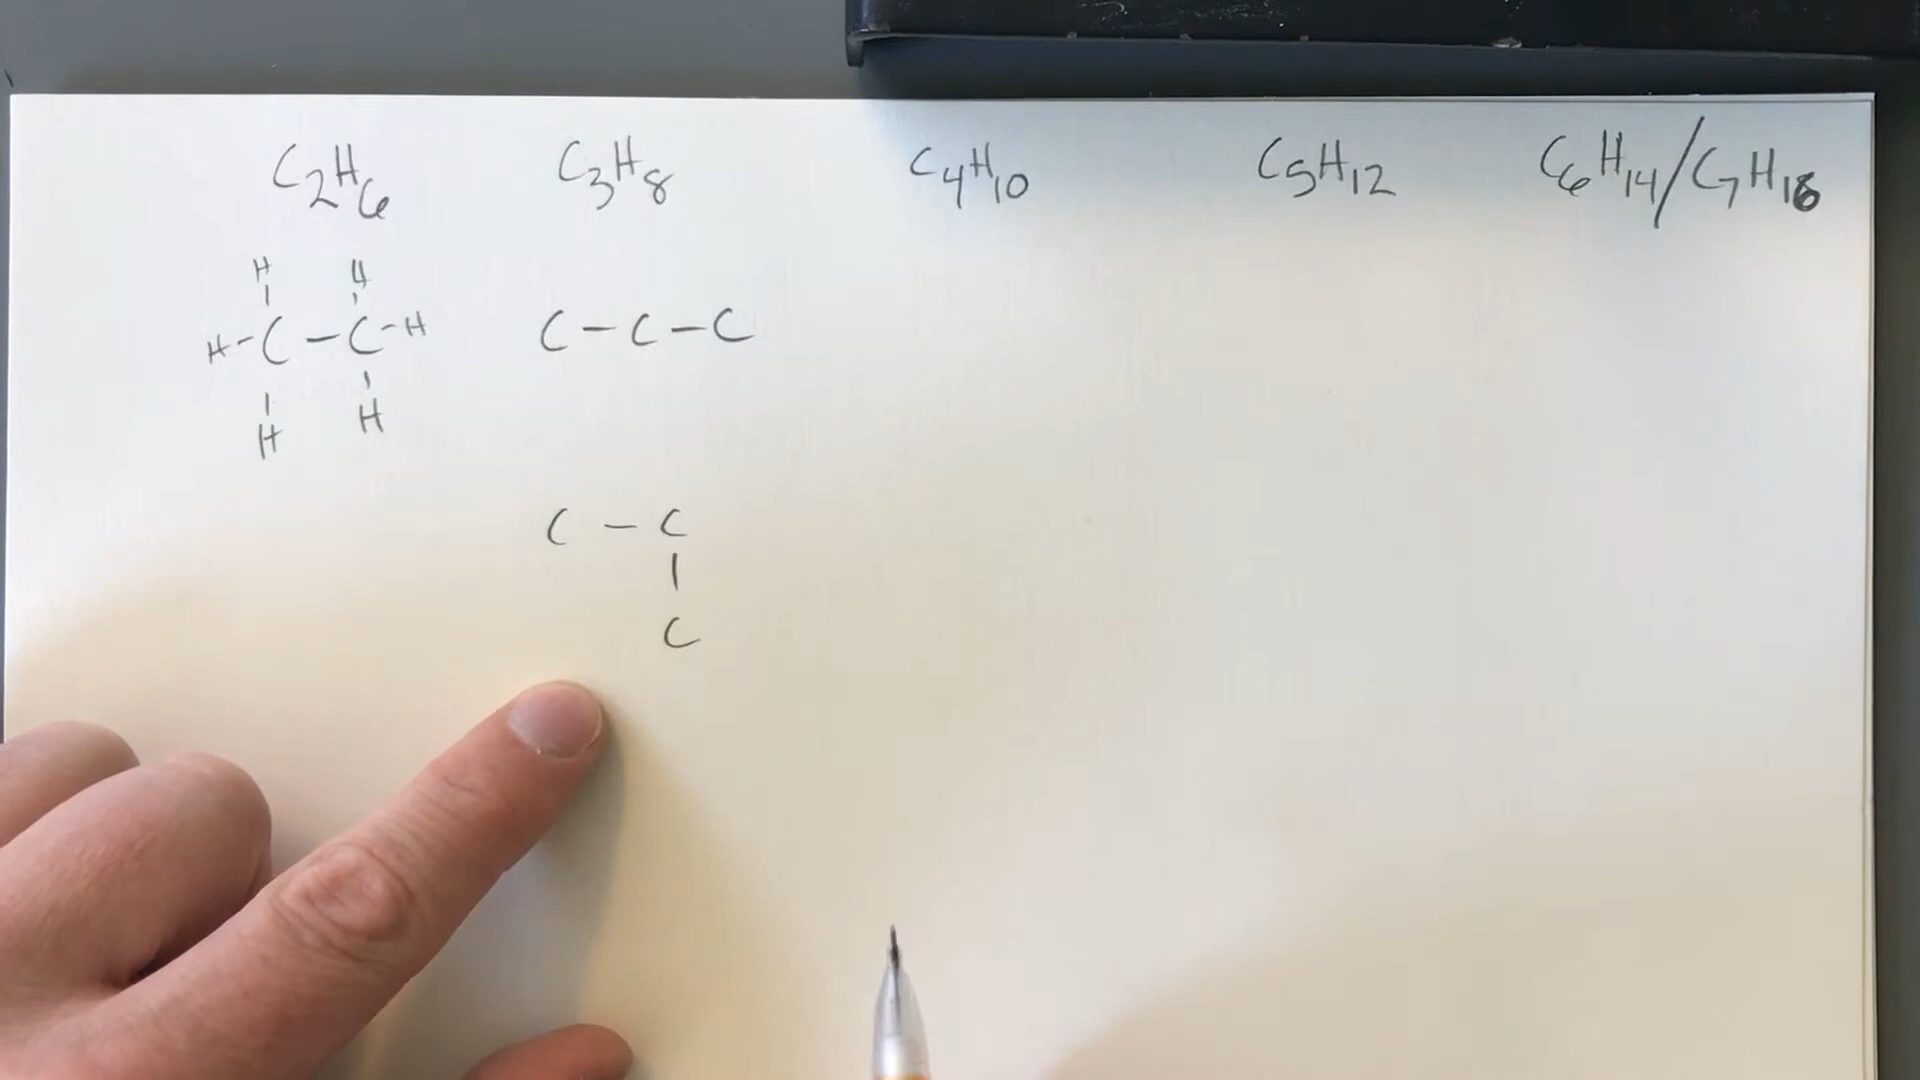 C2H6 C3H8 C4H10 C5H12 C6H14/C7H16
H H
H-C-C-H C-C-C
H H
C-C
C